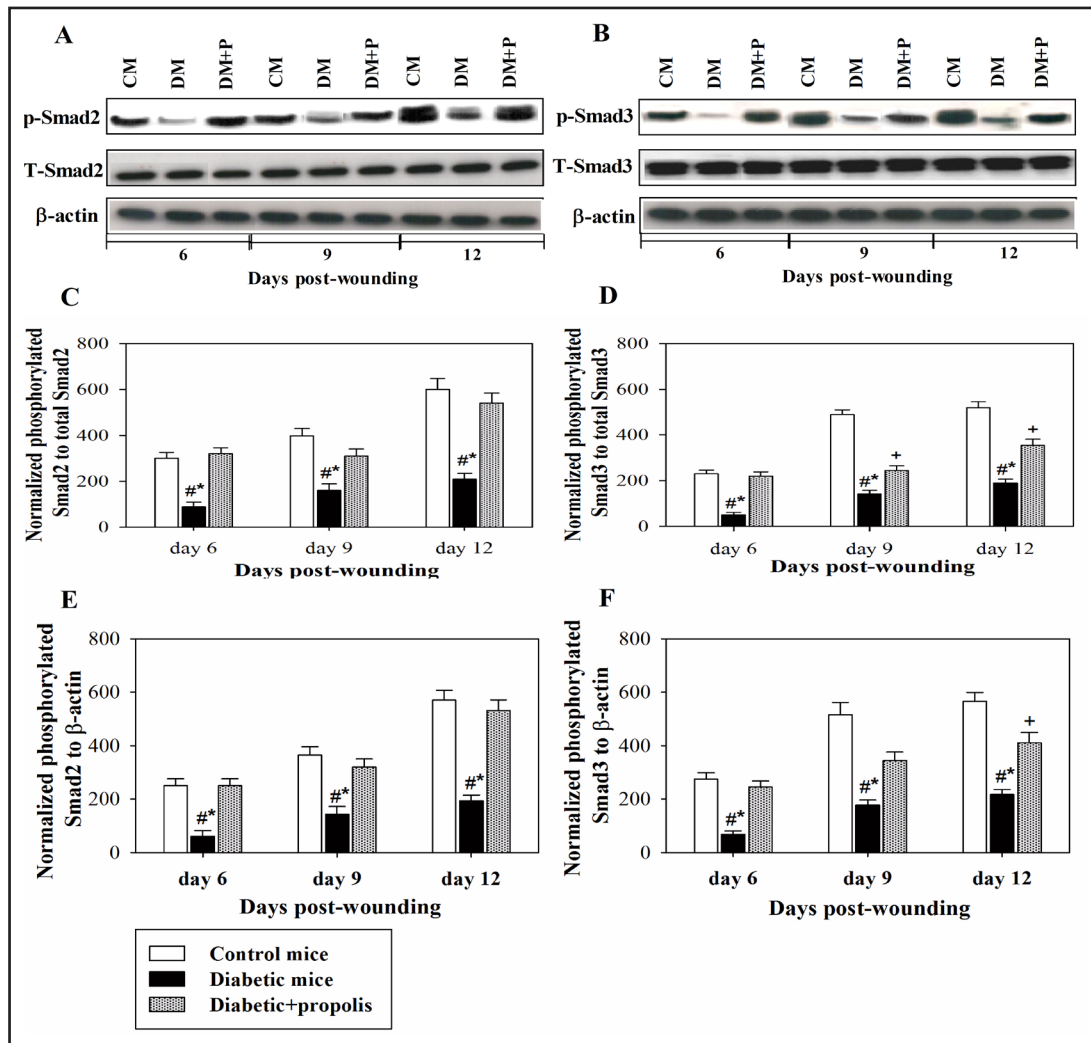 A
CM DM DM+P CM DM DM+P CM DM DM+P
p-Smad2
T-Smad2
β-actin
6 9 12
Days post-wounding
B
CM DM DM+P CM DM DM+P CM DM DM+P
p-Smad3
T-Smad3
β-actin
6 9 12
Days post-wounding
C
Normalized phosphorylated
Smad2 to total Smad2
800
600
400
200
0
#* #* #*
day 6 day 9 day 12
Days post-wounding
D
Normalized phosphorylated
Smad3 to total Smad3
800
600
400
200
0
#* #* + #* +
day 6 day 9 day 12
Days post-wounding
E
Normalized phosphorylated
Smad2 to β-actin
800
600
400
200
0
#* #* #*
day 6 day 9 day 12
Days post-wounding
F
Normalized phosphorylated
Smad3 to β-actin
800
600
400
200
0
#* #* #* +
day 6 day 9 day 12
Days post-wounding
Control mice
Diabetic mice
Diabetic+propolis